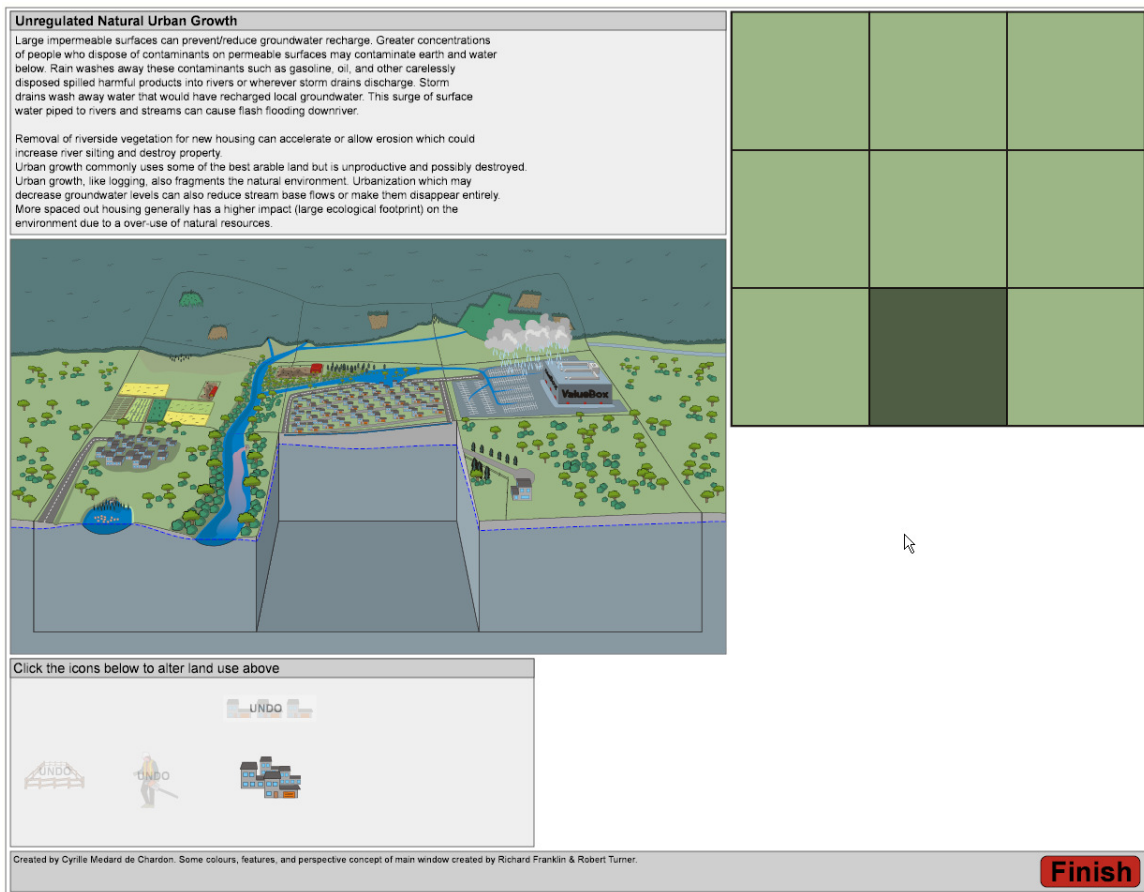 Unregulated Natural Urban Growth
Large impermeable surfaces can prevent/reduce groundwater recharge. Greater concentrations
of people who dispose of contaminants on permeable surfaces may contaminate earth and water
below. Rain washes away these contaminants such as gasoline, oil, and other carelessly
disposed spilled harmful products into rivers or wherever storm drains discharge. Storm
drains wash away water that would have recharged local groundwater. This surge of surface
water piped to rivers and streams can cause flash flooding downriver.
Removal of riverside vegetation for new housing can accelerate or allow erosion which could
increase river silting and destroy property.
Urban growth commonly uses some of the best arable land but is unproductive and possibly destroyed.
Urban growth, like logging, also fragments the natural environment. Urbanization which may
decrease groundwater levels can also reduce stream base flows or make them disappear entirely.
More spaced out housing generally has a higher impact (large ecological footprint) on the
environment due to a over-use of natural resources.
ValueBox
Click the icons below to alter land use above
UNDO
UNDO
UNDO
Created by Cyrille Medard de Chardon. Some colours, features, and perspective concept of main window created by Richard Franklin & Robert Turner.
Finish